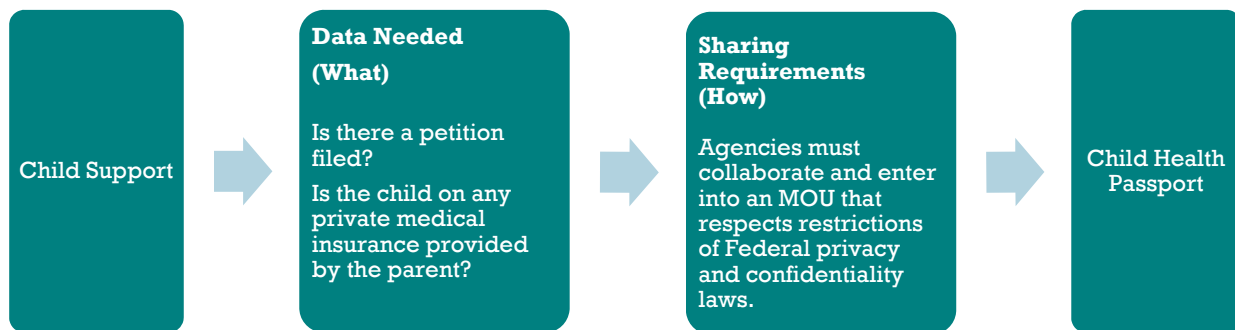 Child Support
Data Needed
(What)
Is there a petition
filed?
Is the child on any
private medical
insurance provided
by the parent?
Sharing
Requirements
(How)
Agencies must
collaborate and enter
into an MOU that
respects restrictions
of Federal privacy
and confidentiality
laws.
Child Health
Passport